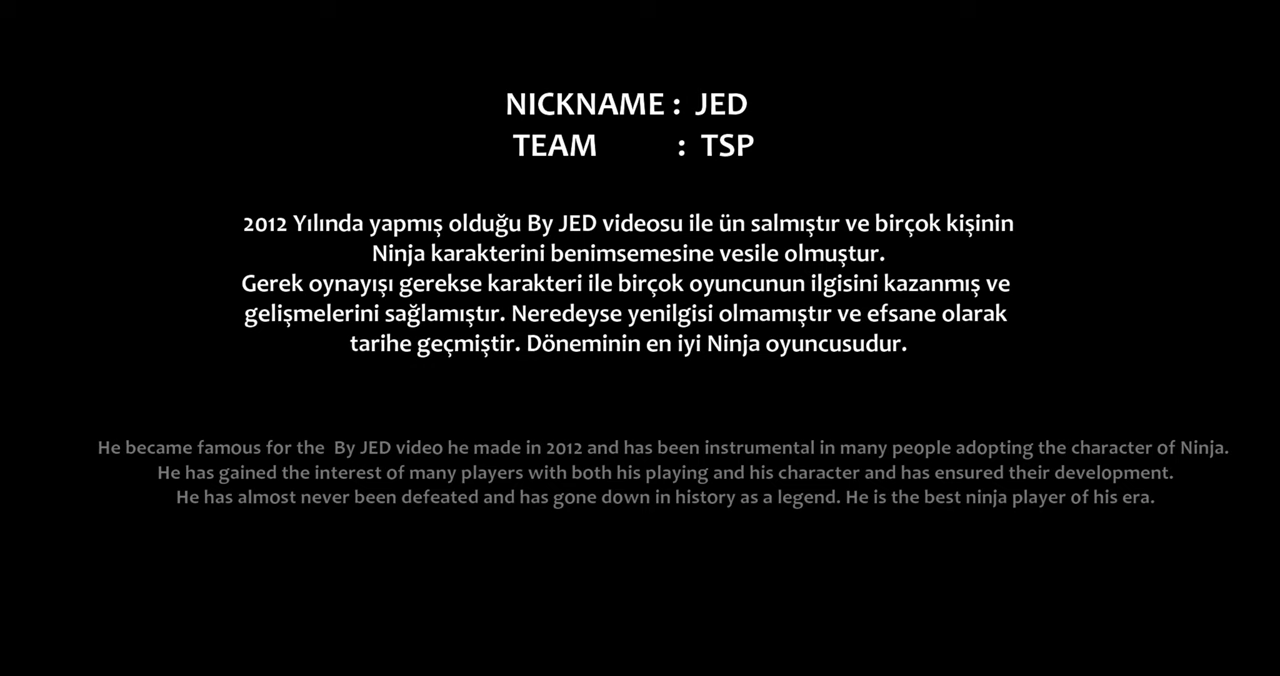 NICKNAME : JED
TEAM : TSP
2012 Yılında yapmış olduğu By JED videosu ile ün salmıştır ve birçok kişinin
Ninja karakterini benimsemesine vesile olmuştur.
Gerek oynayışı gerekse karakteri ile birçok oyuncunun ilgisini kazanmış ve
gelişmelerini sağlamıştır. Neredeyse yenilgisi olmamıştır ve efsane olarak
tarihe geçmiştir. Döneminin en iyi Ninja oyuncusudur.
He became famous for the By JED video he made in 2012 and has been instrumental in many people adopting the character of Ninja.
He has gained the interest of many players with both his playing and his character and has ensured their development.
He has almost never been defeated and has gone down in history as a legend. He is the best ninja player of his era.